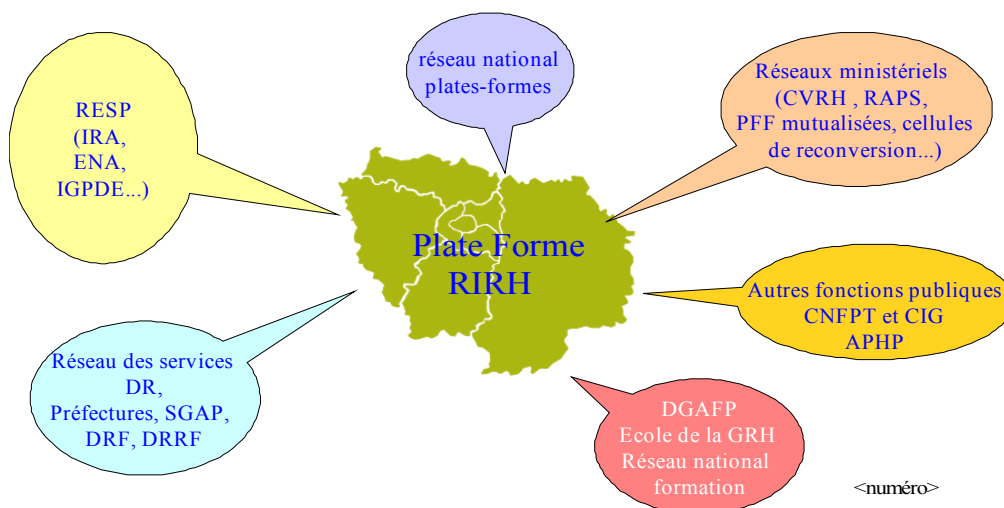 réseau national
plates-formes
RESP
(IRA,
ENA,
IGPDE...)
Réseaux ministériels
(CVRH , RAPS,
PFF mutualisées, cellules
de reconversion...)
Plate Forme
RIRH
Autres fonctions publiques
CNFPT et CIG
APHP
Réseau des services
DR,
Préfectures, SGAP,
DRF, DRRF
DGAFP
Ecole de la GRH
Réseau national
formation
<numéro>